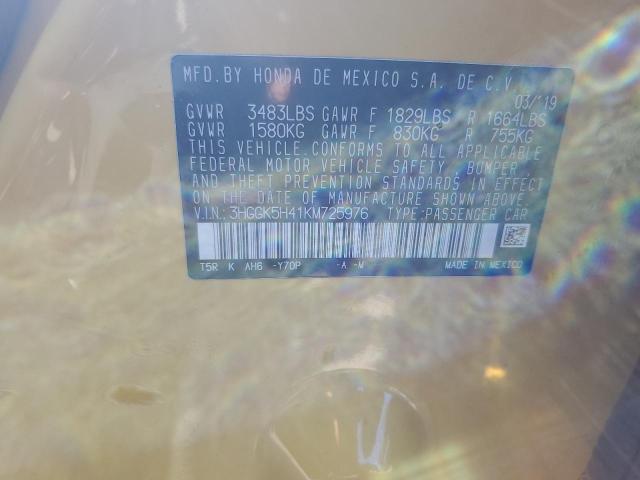 MFD.BY HONDA DE MEXICO S.A. DE C.V.
03/'19
GVWR 3483LBS GAWR F 1829LBS R 1664LBS
GVWR 1580KG GAWR F 830KG R 755KG
THIS VEHICLE CONFORMS TO ALL APPLICABLE
FEDERAL MOTOR VEHICLE SAFETY, BUMPER,
AND THEFT PREVENTION STANDARDS IN EFFECT
ON THE DATE OF MANUFACTURE SHOWN ABOVE.
V.I.N.: 3HGGK5H41KM725976 TYPE:PASSENGER CAR
T5R K AH6 -Y70P -A -M MADE IN MEXICO